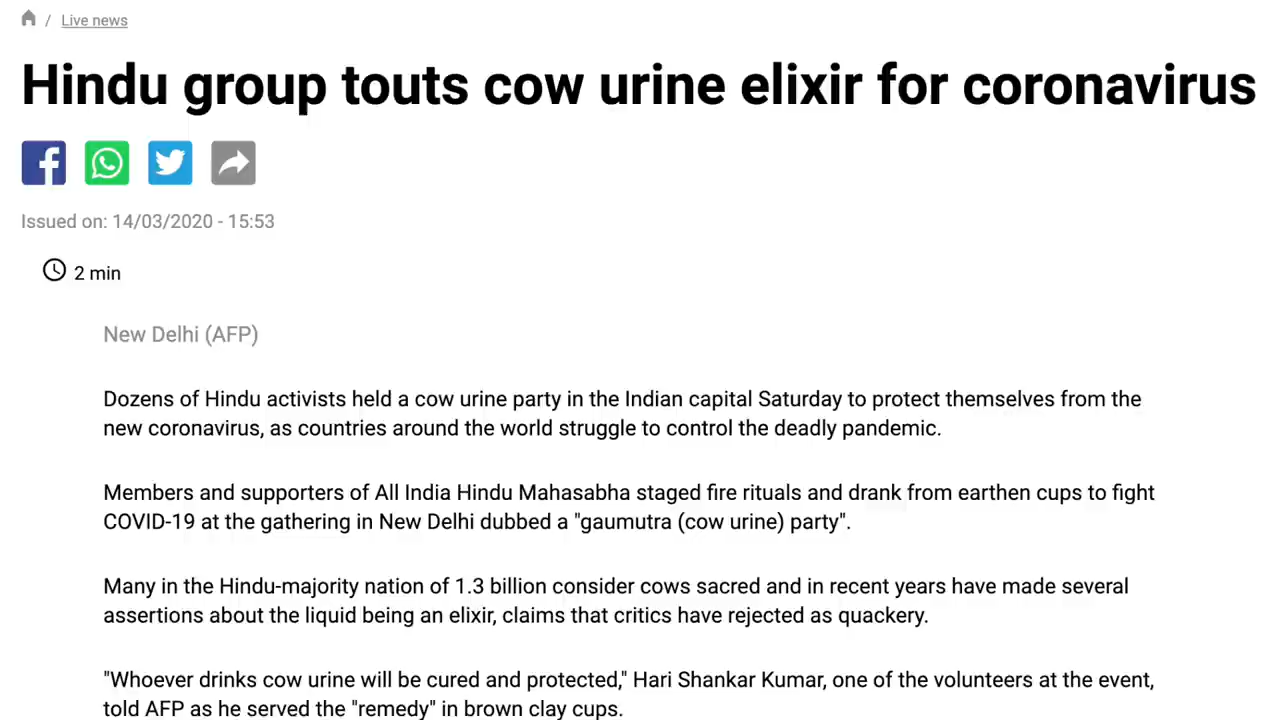 / Live news
Hindu group touts cow urine elixir for coronavirus
Issued on: 14/03/2020 - 15:53
2 min
New Delhi (AFP)
Dozens of Hindu activists held a cow urine party in the Indian capital Saturday to protect themselves from the
new coronavirus, as countries around the world struggle to control the deadly pandemic.
Members and supporters of All India Hindu Mahasabha staged fire rituals and drank from earthen cups to fight
COVID-19 at the gathering in New Delhi dubbed a "gaumutra (cow urine) party".
Many in the Hindu-majority nation of 1.3 billion consider cows sacred and in recent years have made several
assertions about the liquid being an elixir, claims that critics have rejected as quackery.
"Whoever drinks cow urine will be cured and protected," Hari Shankar Kumar, one of the volunteers at the event,
told AFP as he served the "remedy" in brown clay cups.